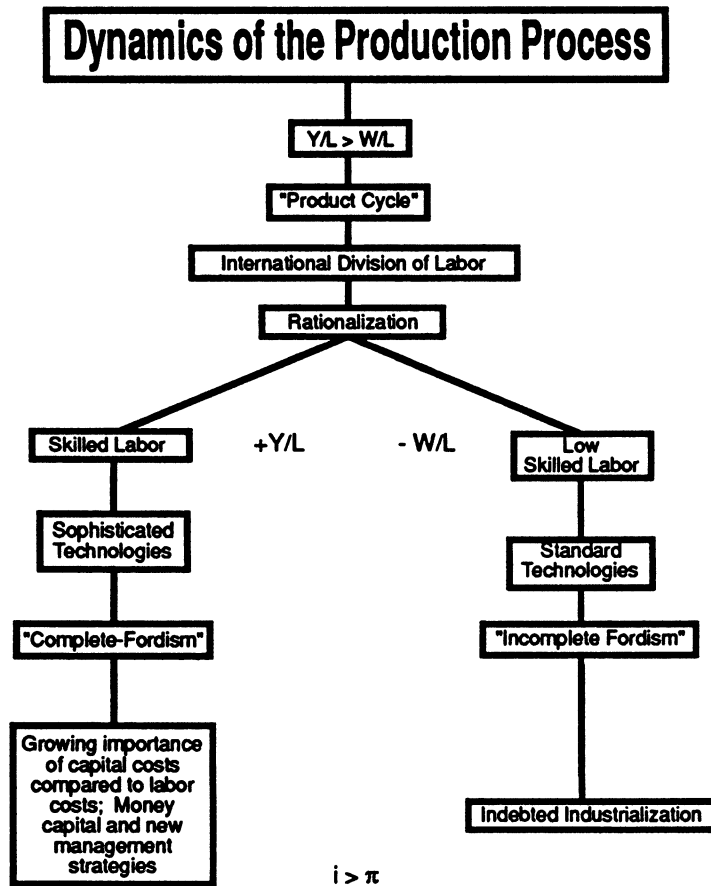 Dynamics of the Production Process
Y/L > W/L
"Product Cycle"
International Division of Labor
Rationalization
Skilled Labor
+Y/L
- W/L
Low
Skilled Labor
Sophisticated
Technologies
Standard
Technologies
"Complete-Fordism"
"Incomplete Fordism"
Growing importance
of capital costs
compared to labor
costs; Money
capital and new
management
strategies
Indebted Industrialization
i > π